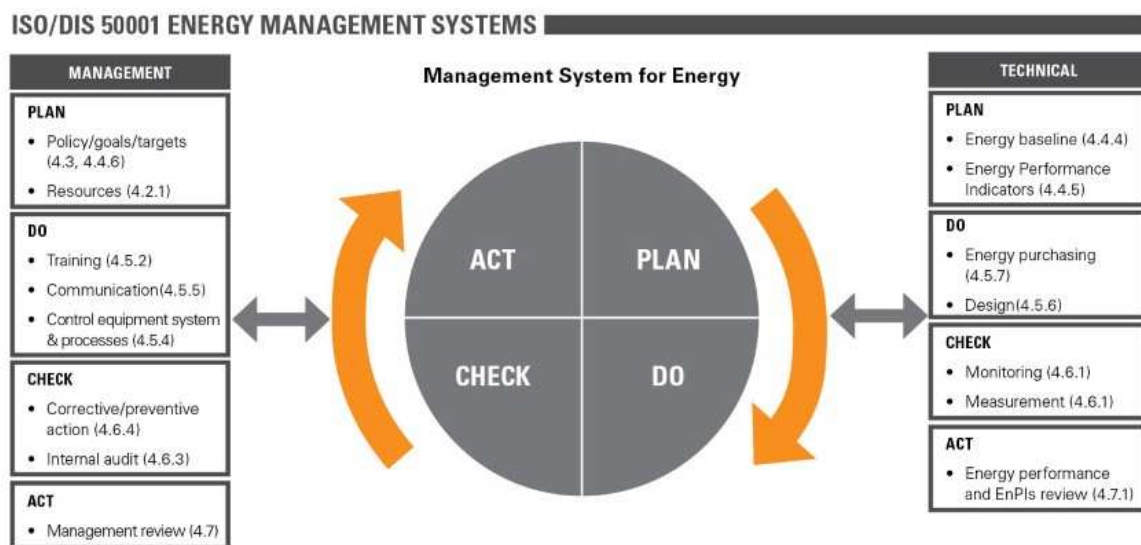 ISO/DIS 50001 ENERGY MANAGEMENT SYSTEMS
MANAGEMENT
PLAN
• Policy/goals/targets
(4.3, 4.4.6)
• Resources (4.2.1)
DO
• Training (4.5.2)
• Communication(4.5.5)
• Control equipment system
& processes (4.5.4)
CHECK
• Corrective/preventive
action (4.6.4)
• Internal audit (4.6.3)
ACT
• Management review (4.7)
Management System for Energy
ACT
PLAN
CHECK
DO
TECHNICAL
PLAN
• Energy baseline (4.4.4)
• Energy Performance
Indicators (4.4.5)
DO
• Energy purchasing
(4.5.7)
• Design(4.5.6)
CHECK
• Monitoring (4.6.1)
• Measurement (4.6.1)
ACT
• Energy performance
and EnPIs review (4.7.1)